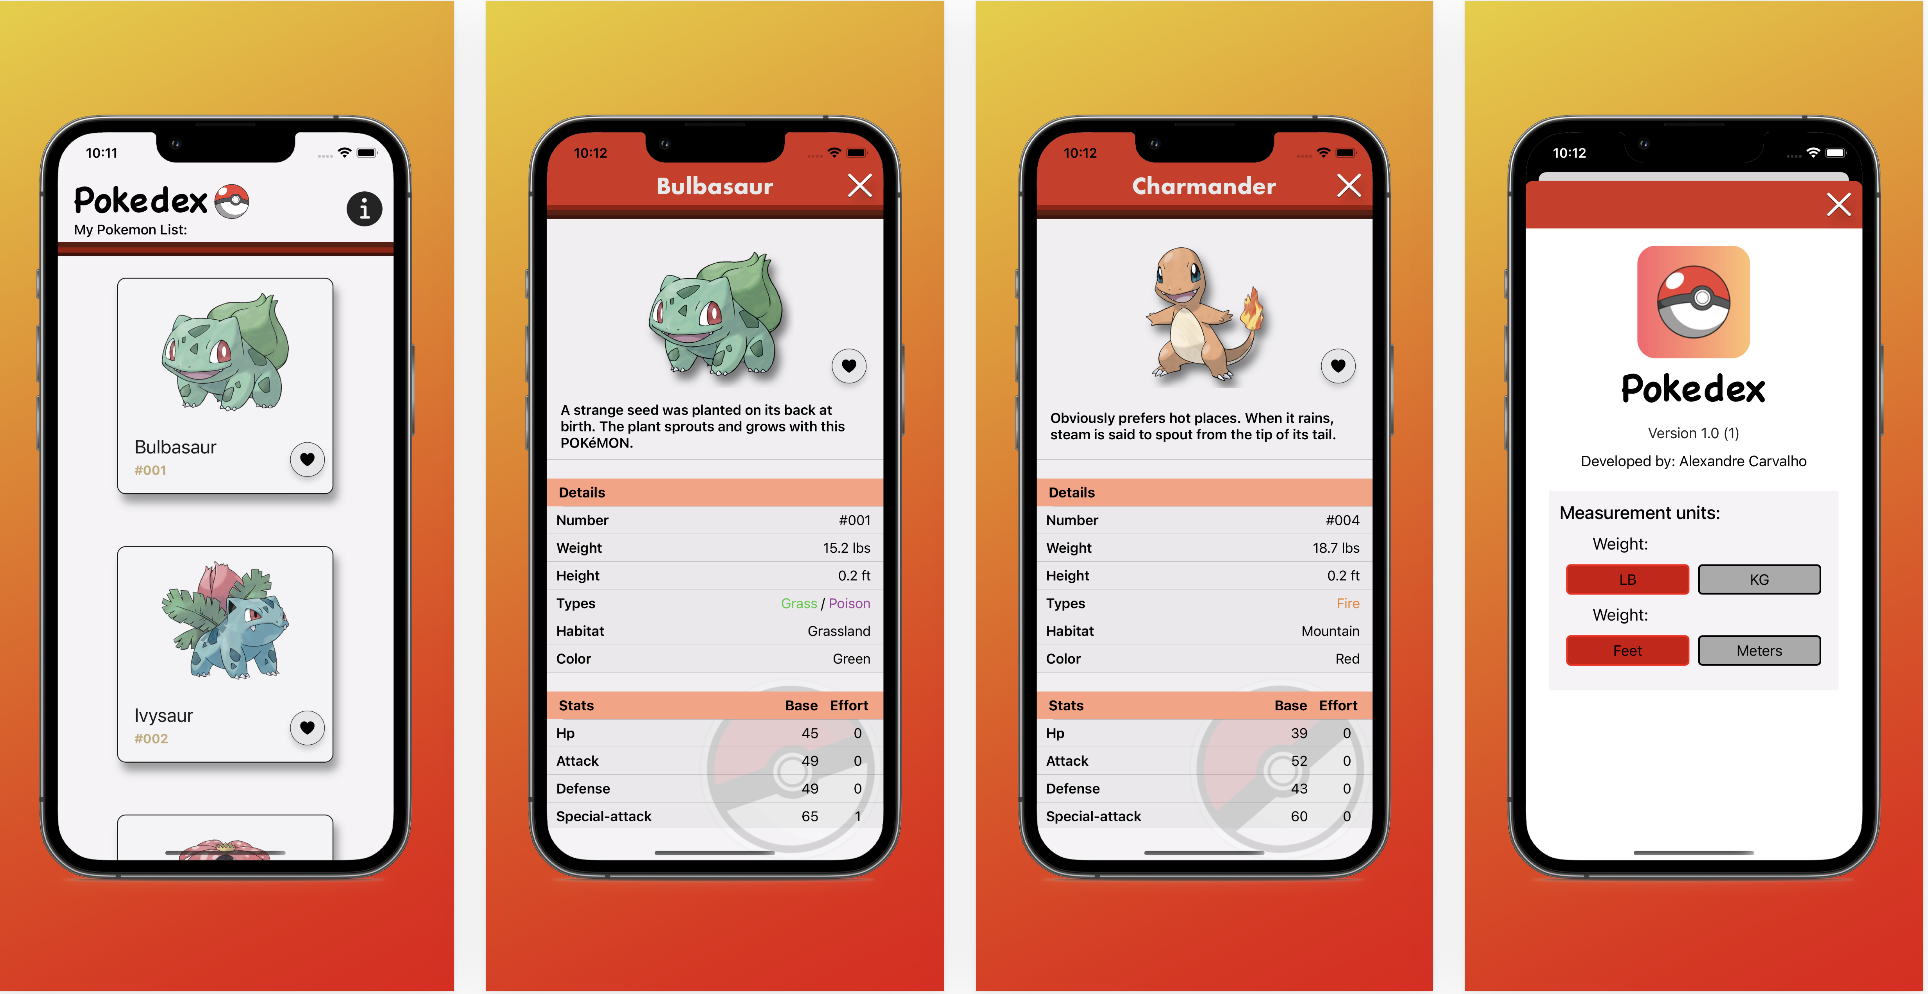 10:11
Pokedex
My Pokemon List:
i
Bulbasaur
#001
Ivysaur
#002
10:12
Bulbasaur
A strange seed was planted on its back at
birth. The plant sprouts and grows with this
POKéMON.
Details
Number #001
Weight 15.2 lbs
Height 0.2 ft
Types Grass / Poison
Habitat Grassland
Color Green
Stats Base Effort
Hp 45 0
Attack 49 0
Defense 49 0
Special-attack 65 1
10:12
Charmander
Obviously prefers hot places. When it rains,
steam is said to spout from the tip of its tail.
Details
Number #004
Weight 18.7 lbs
Height 0.2 ft
Types Fire
Habitat Mountain
Color Red
Stats Base Effort
Hp 39 0
Attack 52 0
Defense 43 0
Special-attack 60 0
10:12
Pokedex
Version 1.0 (1)
Developed by: Alexandre Carvalho
Measurement units:
Weight:
LB KG
Weight:
Feet Meters